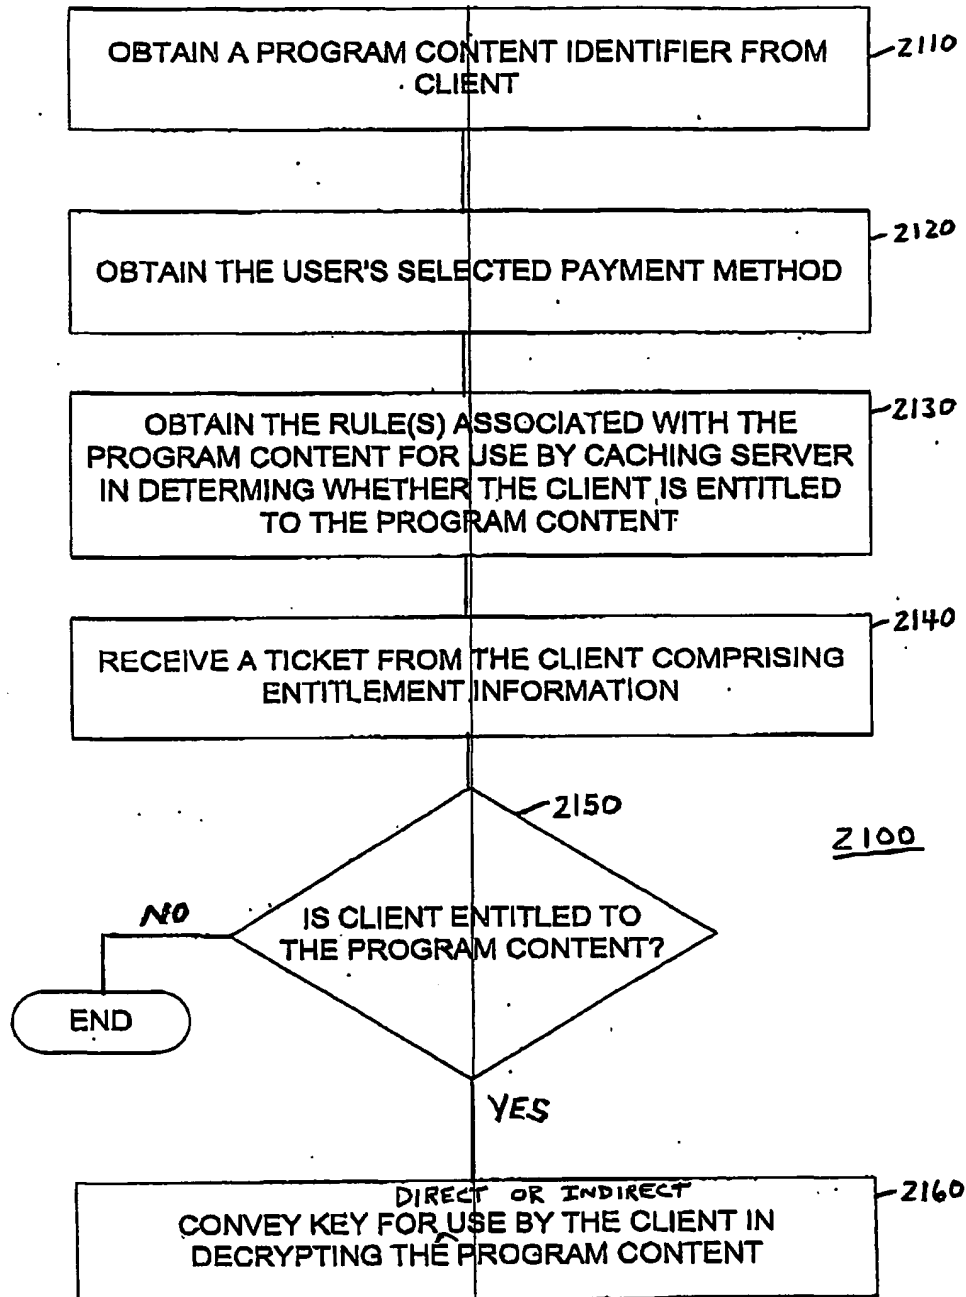 OBTAIN A PROGRAM CONTENT IDENTIFIER FROM
CLIENT
2110
OBTAIN THE USER'S SELECTED PAYMENT METHOD
2120
OBTAIN THE RULE(S) ASSOCIATED WITH THE
PROGRAM CONTENT FOR USE BY CACHING SERVER
IN DETERMING WHETHER THE CLIENT IS ENTITLED
TO THE PROGRAM CONTENT
2130
RECEIVE A TICKET FROM THE CLIENT COMPRISING
ENTITLEMENT INFORMATION
2140
2150
2100
IS CLIENT ENTITLED TO
THE PROGRAM CONTENT?
NO
END
YES
DIRECT OR INDIRECT
CONVEY KEY FOR USE BY THE CLIENT IN
DECRYPTING THE PROGRAM CONTENT
2160